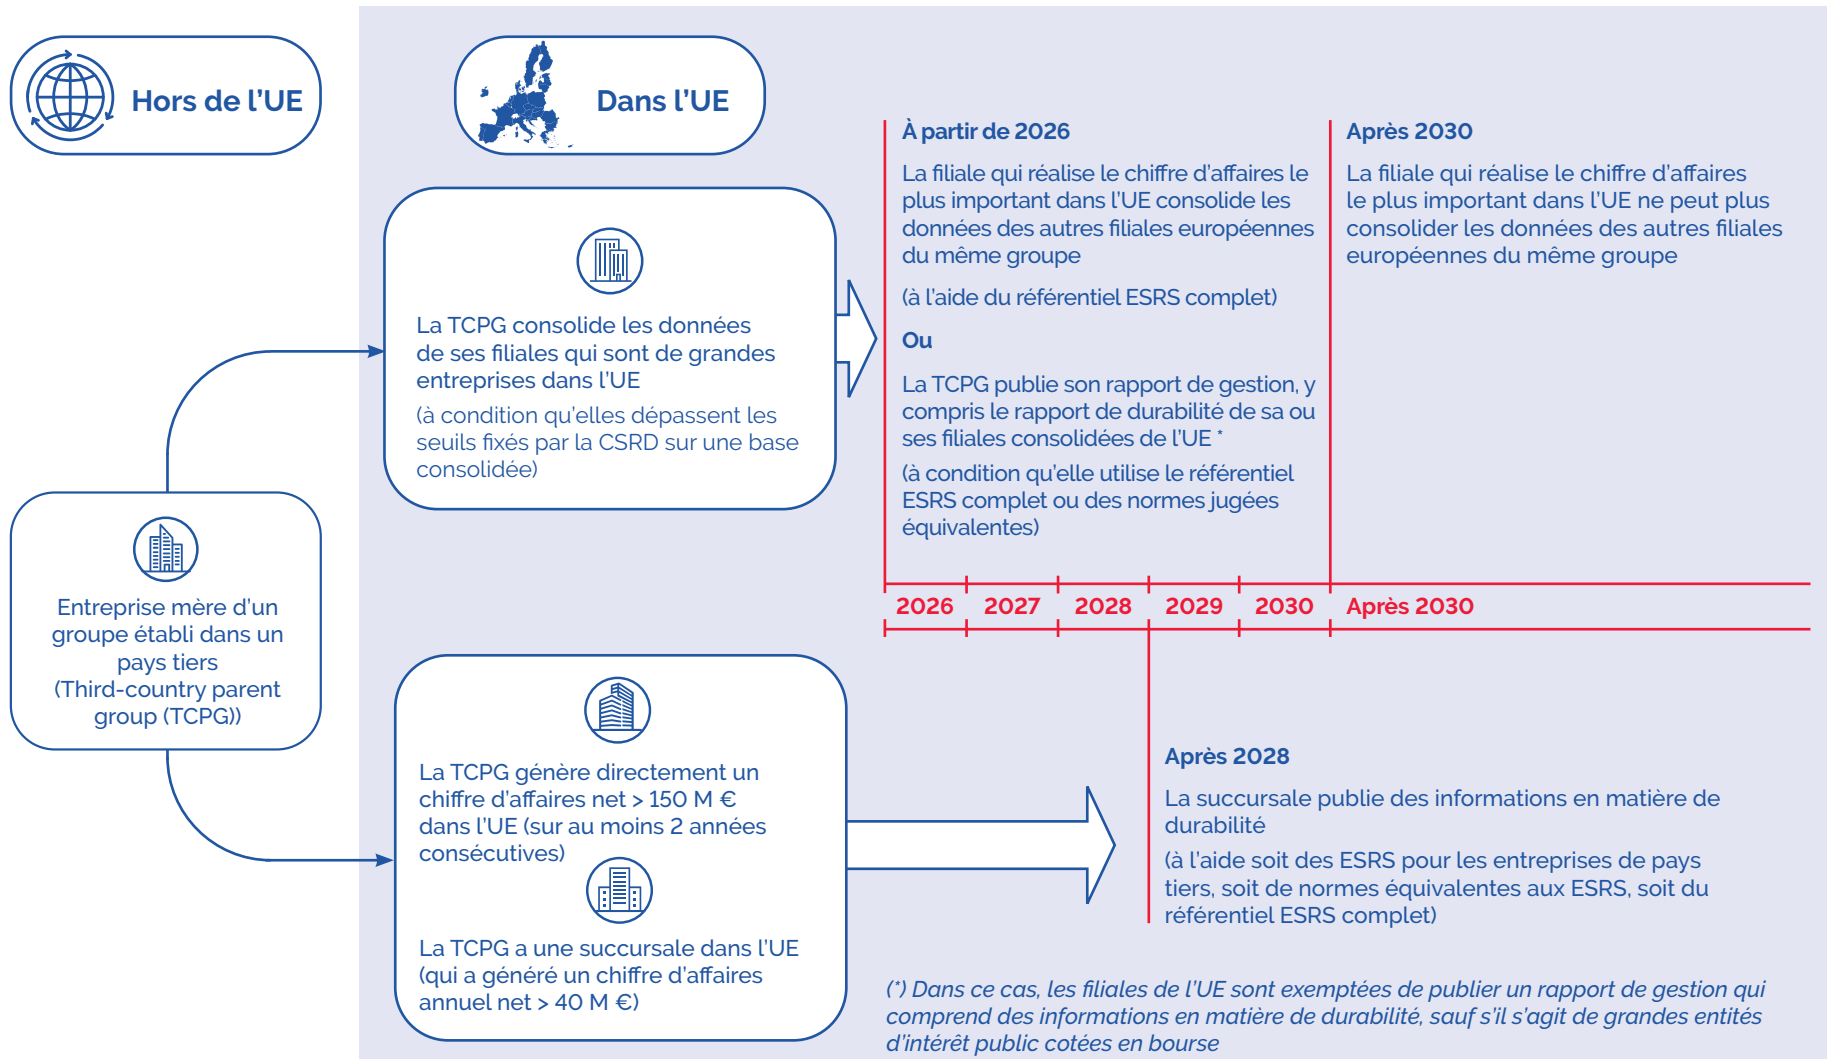 Hors de l'UE
Dans l'UE
Entreprise mère d'un
groupe établi dans un
pays tiers
(Third-country parent
group (TCPG))
La TCPG consolide les données
de ses filiales qui sont de grandes
entreprises dans l'UE
(à condition qu'elles dépassent les
seuils fixés par la CSRD sur une base
consolidée)
À partir de 2026
La filiale qui réalise le chiffre d'affaires le
plus important dans l'UE consolide les
données des autres filiales européennes
du même groupe
(à l'aide du référentiel ESRS complet)
Ou
La TCPG publie son rapport de gestion, y
compris le rapport de durabilité de sa ou
ses filiales consolidées de l'UE *
(à condition qu'elle utilise le référentiel
ESRS complet ou des normes jugées
équivalentes)
Après 2030
La filiale qui réalise le chiffre d'affaires
le plus important dans l'UE ne peut plus
consolider les données des autres filiales
européennes du même groupe
2026 2027 2028 2029 2030 Après 2030
La TCPG génère directement un
chiffre d'affaires net > 150 M €
dans l'UE (sur au moins 2 années
consécutives)
La TCPG a une succursale dans l'UE
(qui a généré un chiffre d'affaires
annuel net > 40 M €)
Après 2028
La succursale publie des informations en matière de
durabilité
(à l'aide soit des ESRS pour les entreprises de pays
tiers, soit de normes équivalentes aux ESRS, soit du
référentiel ESRS complet)
(*) Dans ce cas, les filiales de l'UE sont exemptées de publier un rapport de gestion qui
comprend des informations en matière de durabilité, sauf s'il s'agit de grandes entités
d'intérêt public cotées en bourse